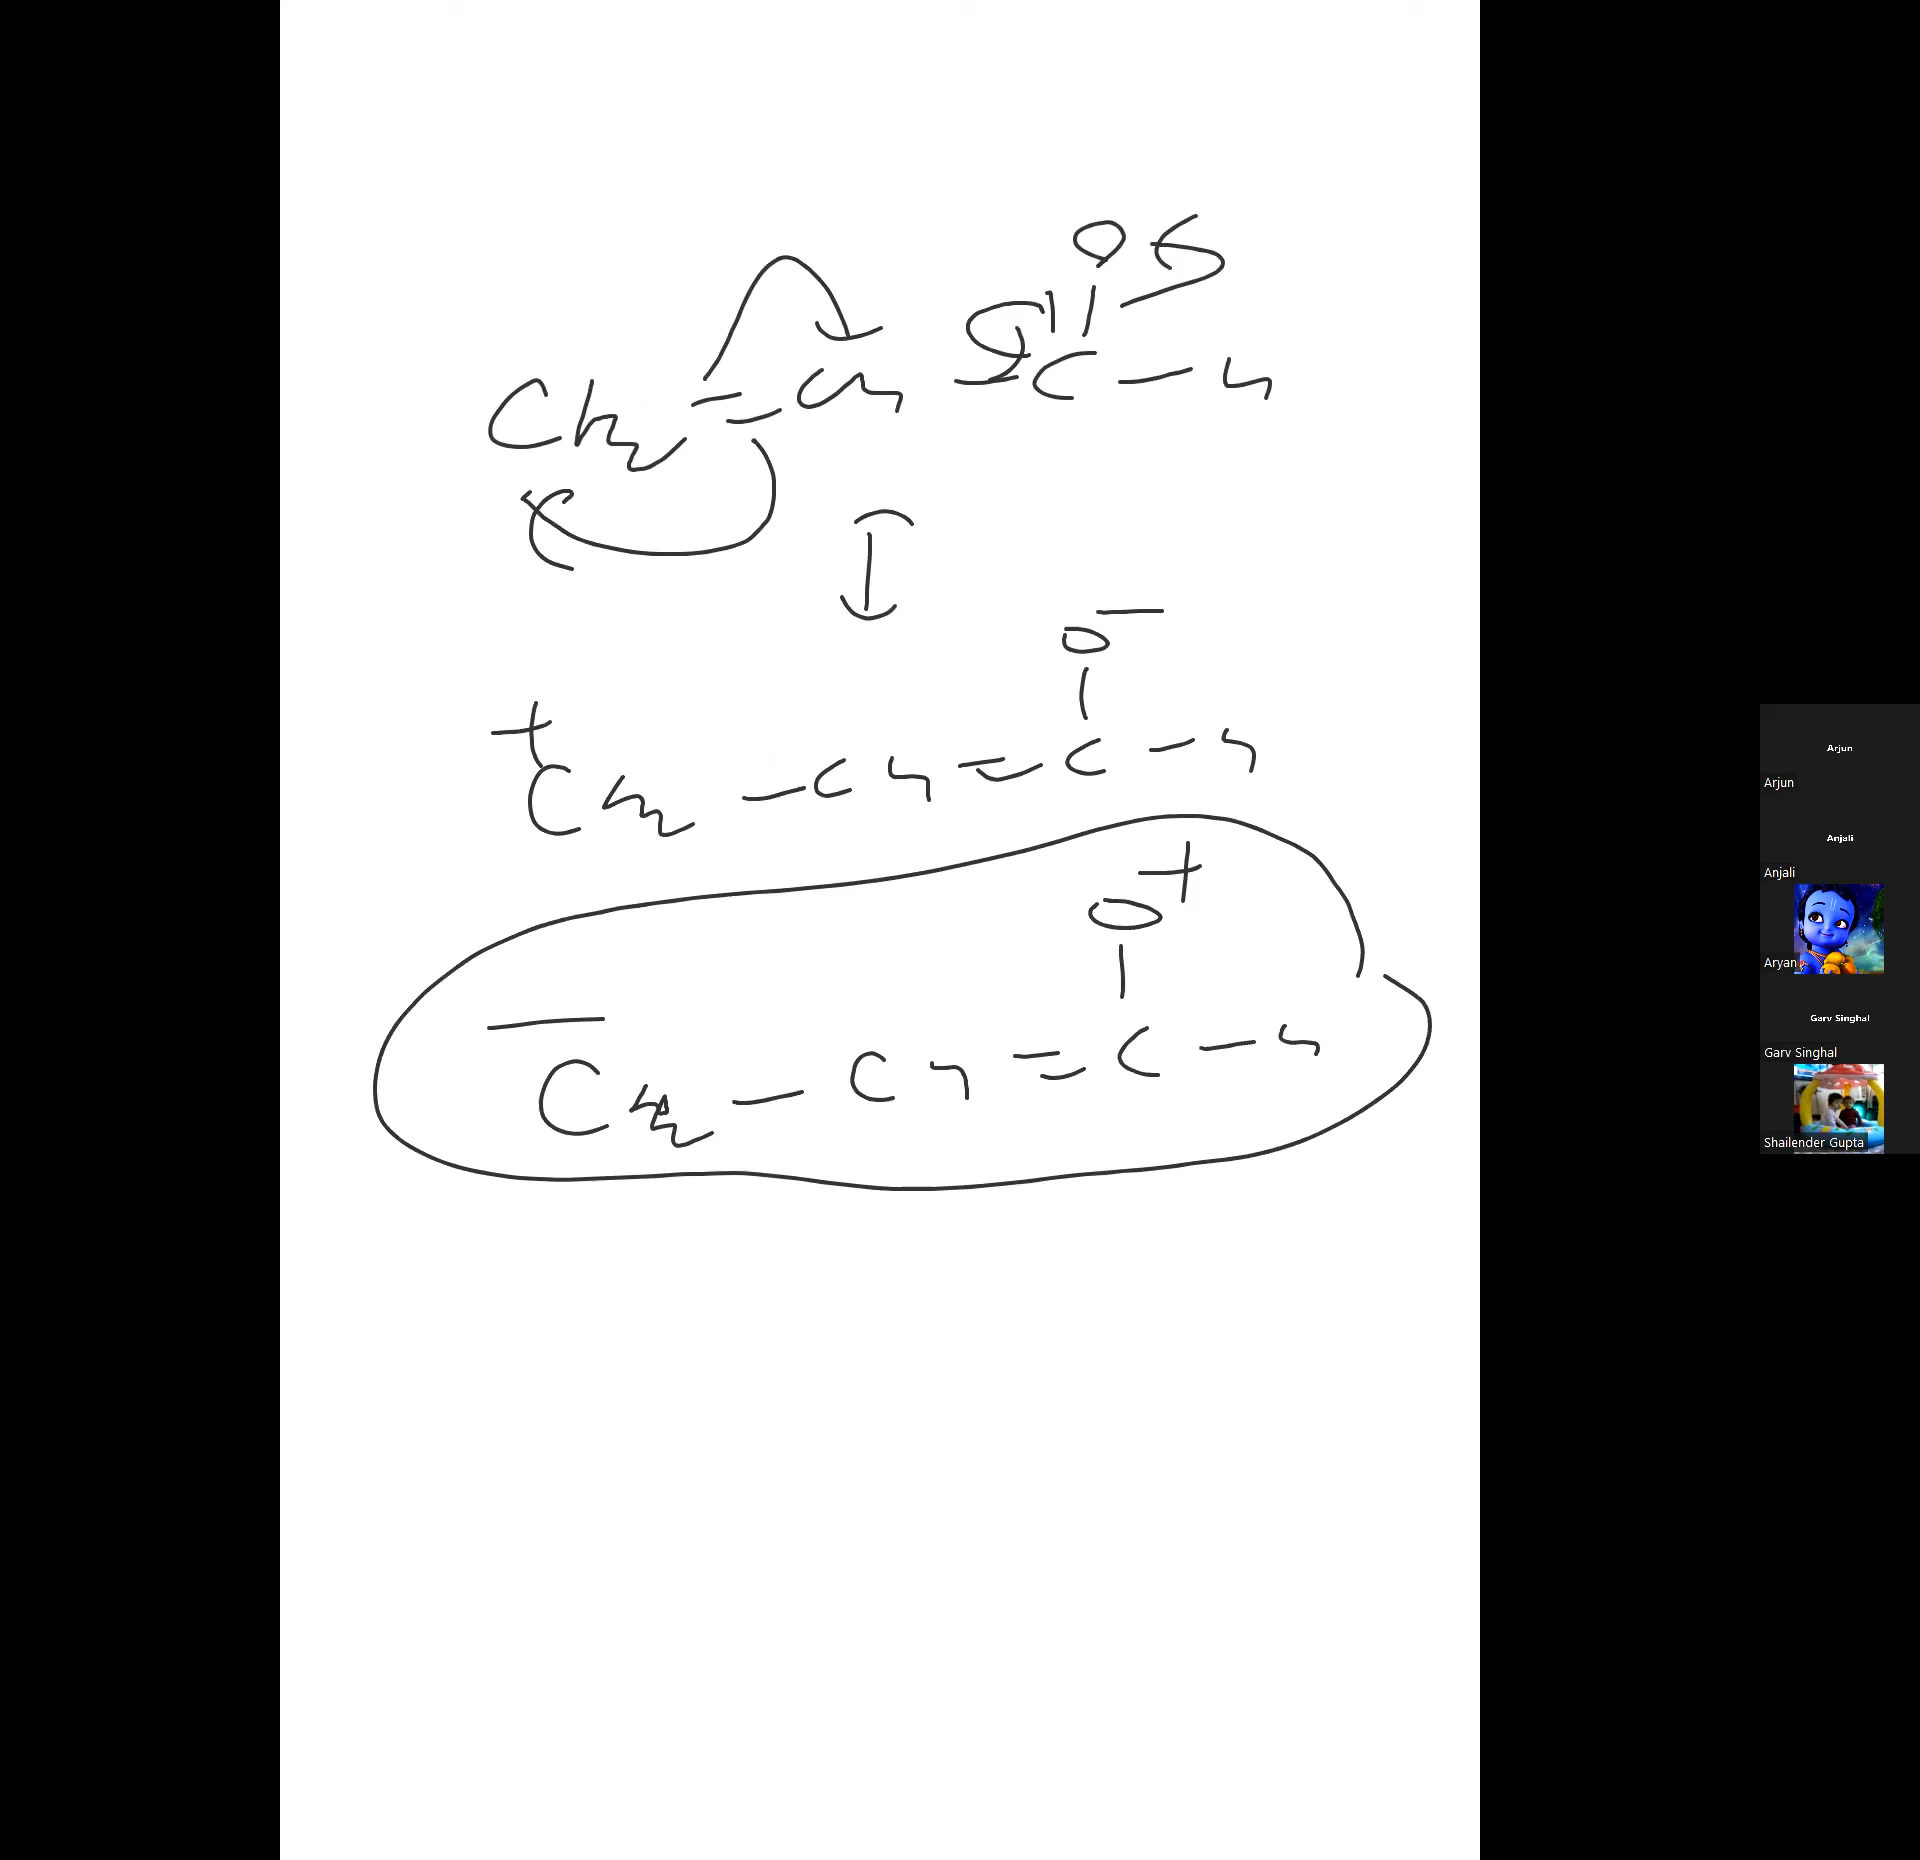 O
CH2 = CH - C - H
O-
+
CH2 - CH = C - H
O+
-
CH2 - CH = C - H
Arjun
Arjun
Anjali
Anjali
Aryan
Garv Singhal
Garv Singhal
Shailender Gupta